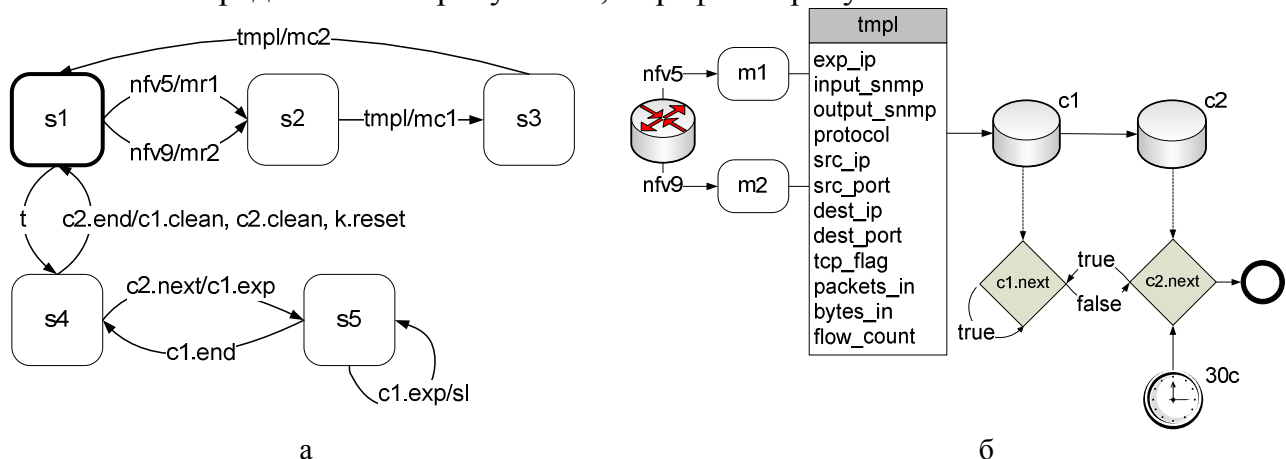 tmpl/mc2
s1
nfv5/mr1
nfv9/mr2
s2
tmpl/mc1
s3
t
c2.end/c1.clean, c2.clean, k.reset
s4
c2.next/c1.exp
s5
c1.end
c1.exp/sl
а
nfv5
m1
nfv9
m2
tmpl
exp_ip
input_snmp
output_snmp
protocol
src_ip
src_port
dest_ip
dest_port
tcp_flag
packets_in
bytes_in
flow_count
c1
c2
c1.next
true
false
c2.next
true
30c
б